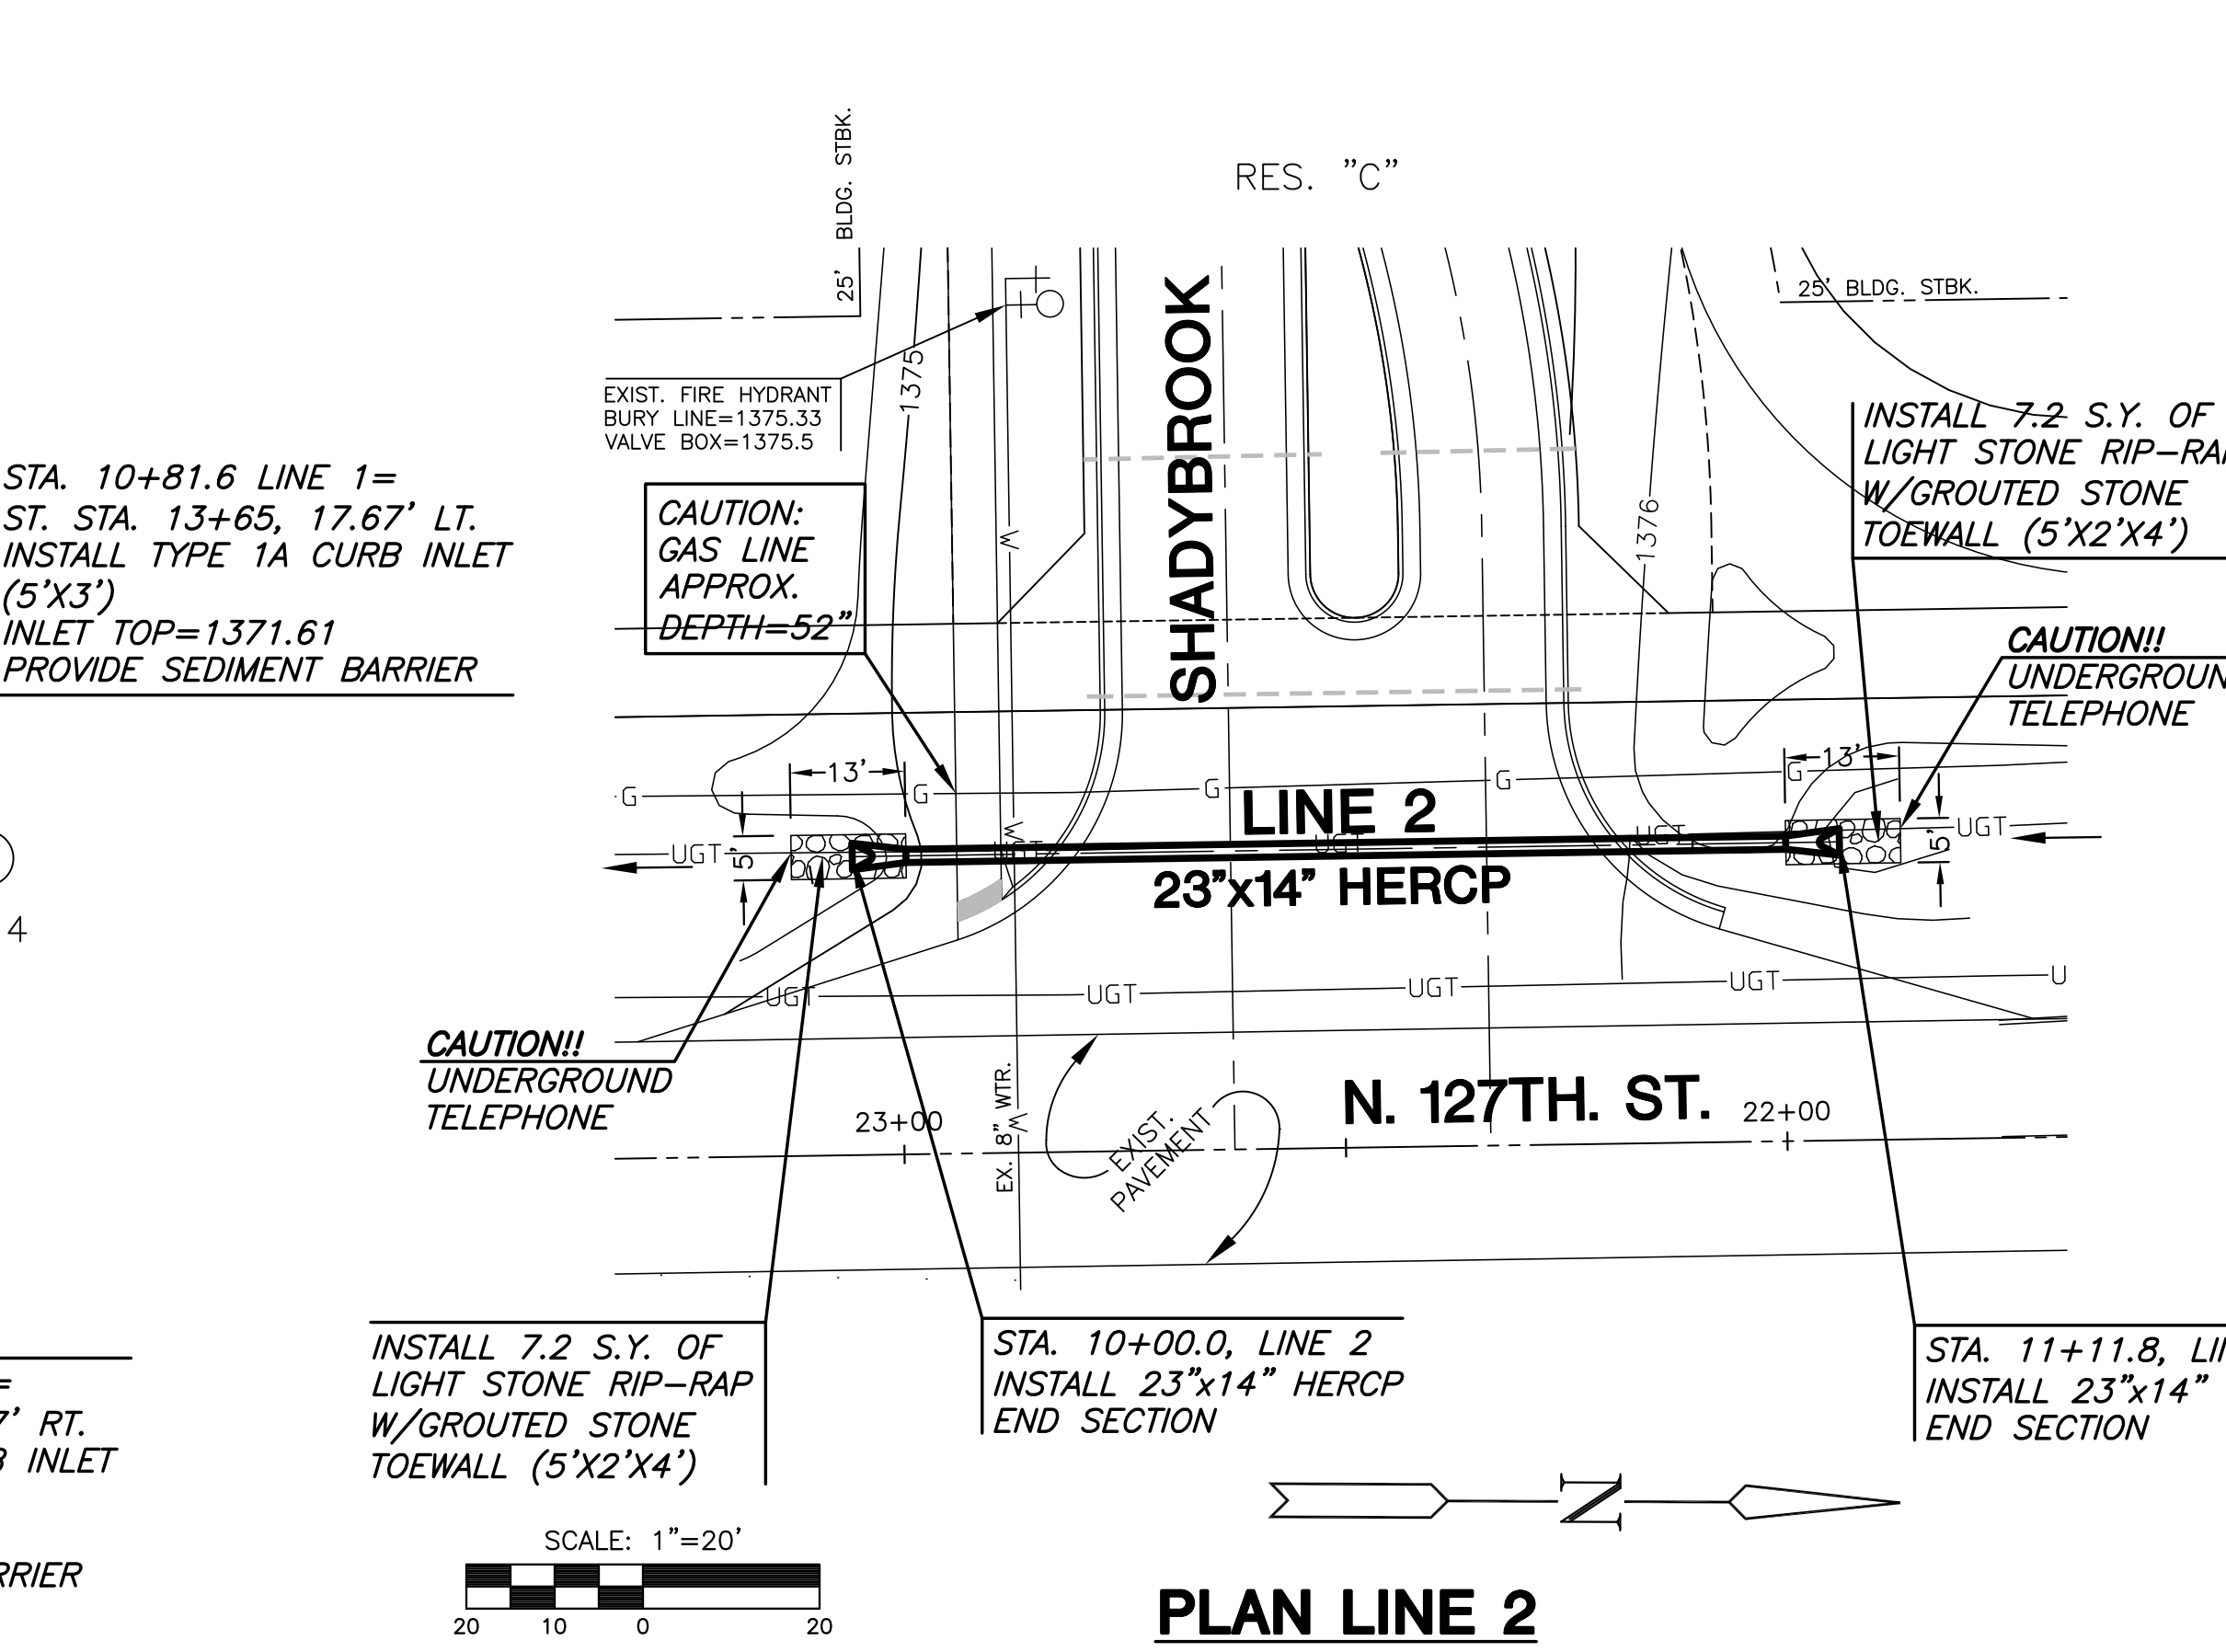 RES. "C"
25' BLDG. STBK.
25' BLDG. STBK.
SHADYBROOK
1375
1376
EXIST. FIRE HYDRANT
BURY LINE=1375.33
VALVE BOX=1375.5
STA. 10+81.6 LINE 1=
ST. STA. 13+65, 17.67' LT.
INSTALL TYPE 1A CURB INLET
(5'X3')
INLET TOP=1371.61
PROVIDE SEDIMENT BARRIER
CAUTION:
GAS LINE
APPROX.
DEPTH=52"
INSTALL 7.2 S.Y. OF
LIGHT STONE RIP-RAP
W/GROUTED STONE
TOEWALL (5'X2'X4')
CAUTION!!
UNDERGROUN
TELEPHONE
W
W
W
13'
13'
G
G
G
G
G
5'
5'
UGT
UGT
UGT
UGT
UGT
LINE 2
23"x14" HERCP
4
UGT
UGT
UGT
UGT
U
CAUTION!!
UNDERGROUND
TELEPHONE
EX. 8" WTR.
EXIST.
PAVEMENT
N. 127TH. ST.
23+00
22+00
INSTALL 7.2 S.Y. OF
LIGHT STONE RIP-RAP
W/GROUTED STONE
TOEWALL (5'X2'X4')
STA. 10+00.0, LINE 2
INSTALL 23"x14" HERCP
END SECTION
STA. 11+11.8, LI
INSTALL 23"x14"
END SECTION
=
7' RT.
INLET
RRIER
N
SCALE: 1"=20'
20 10 0 20
PLAN LINE 2